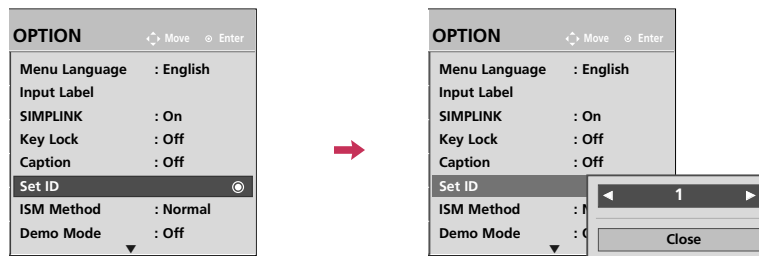 OPTION Move Enter
Menu Language : English
Input Label
SIMPLINK : On
Key Lock : Off
Caption : Off
Set ID
ISM Method : Normal
Demo Mode : Off
OPTION Move Enter
Menu Language : English
Input Label
SIMPLINK : On
Key Lock : Off
Caption : Off
Set ID
ISM Method :
Demo Mode :
1
Close